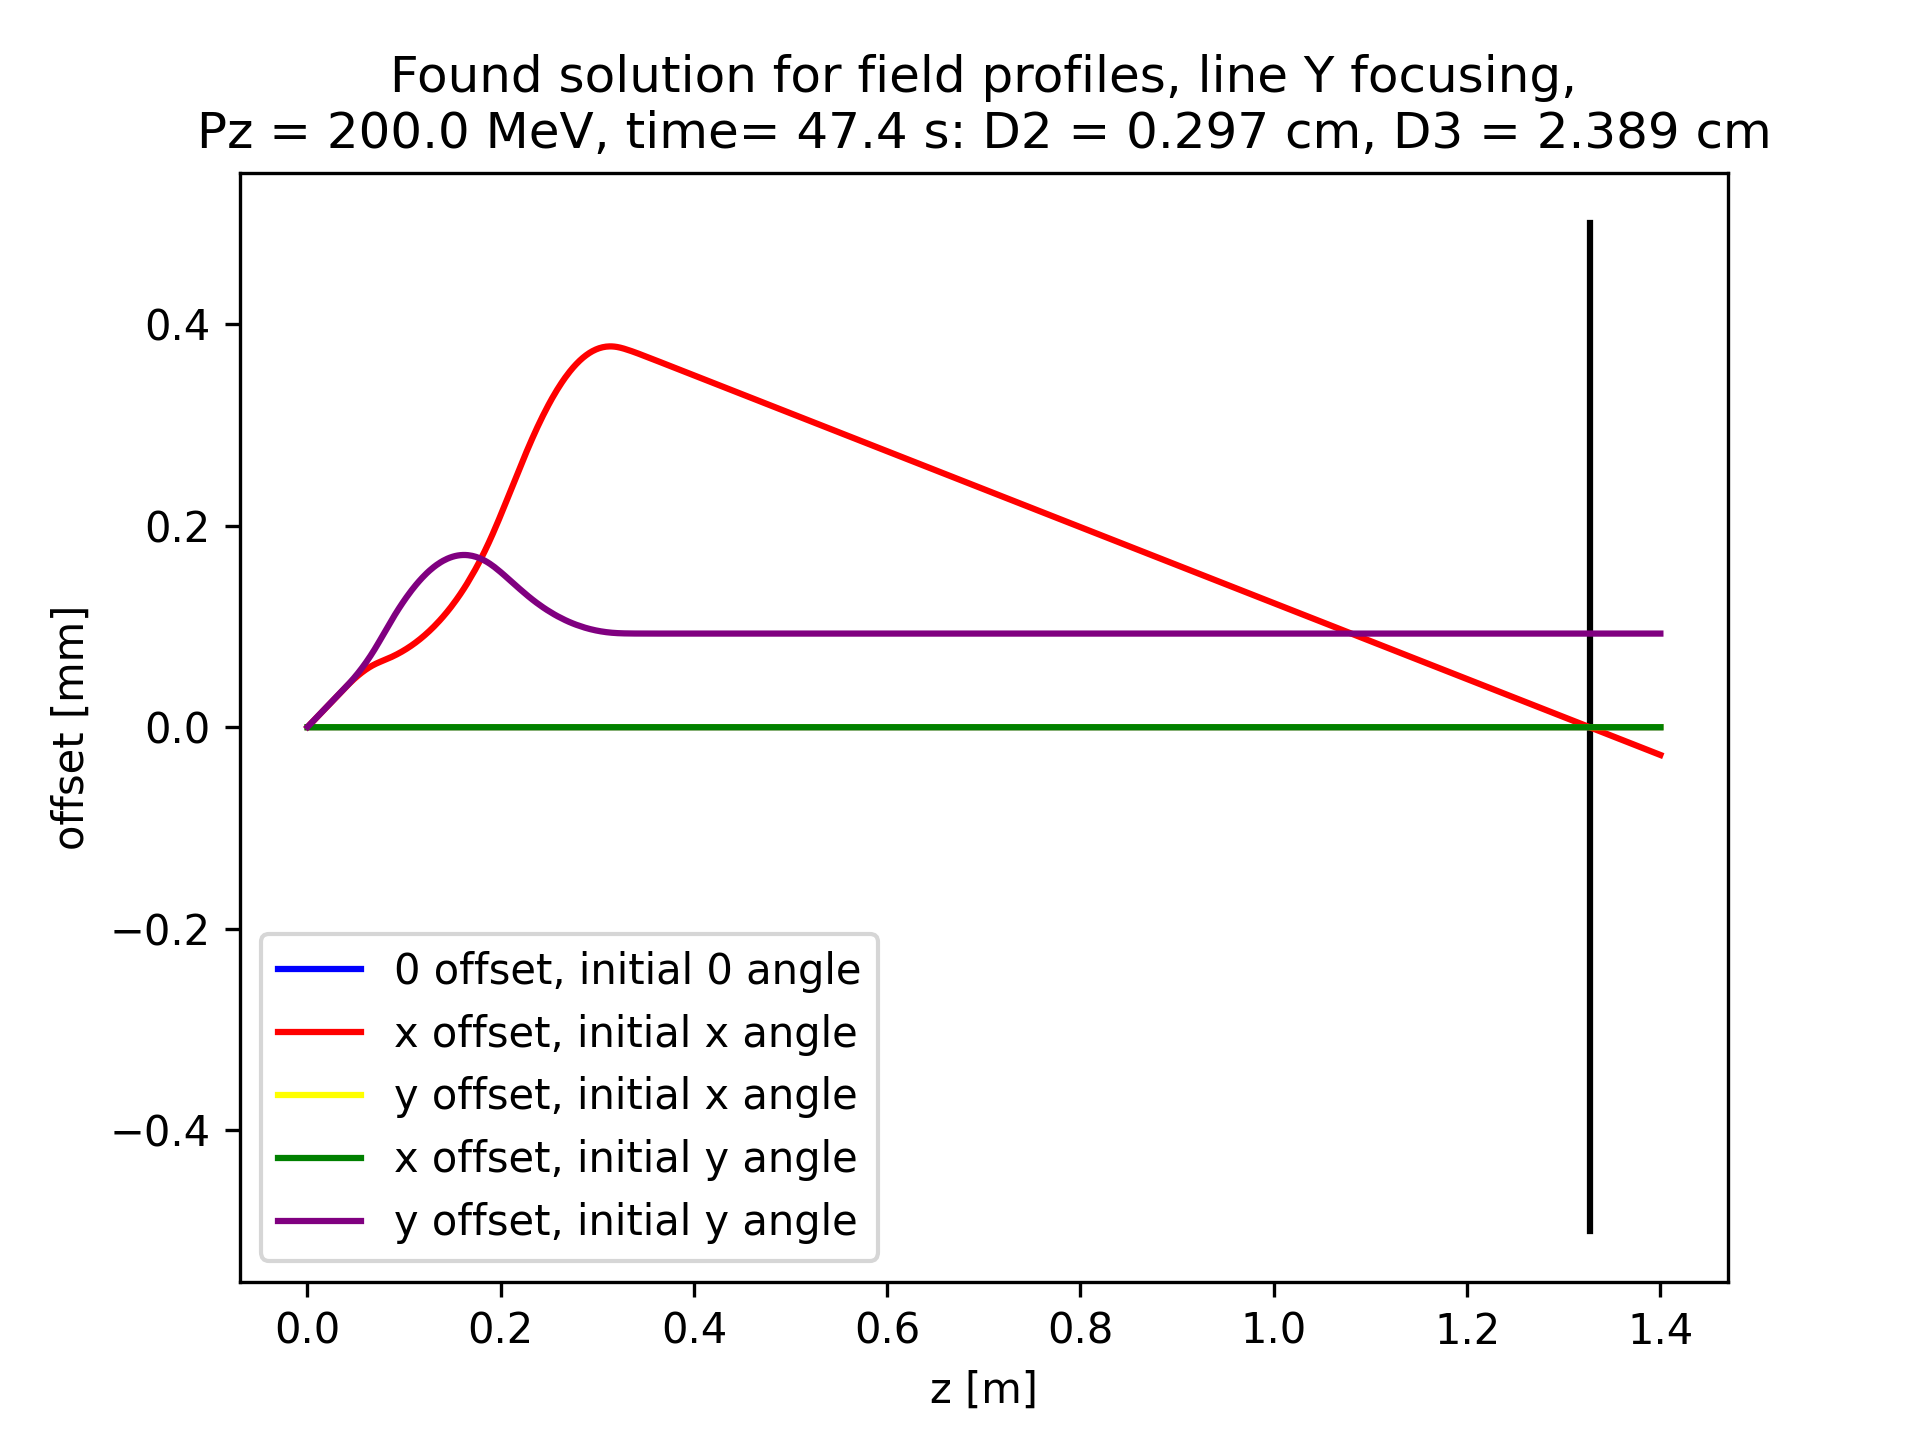 Found solution for field profiles, line Y focusing,
Pz = 200.0 MeV, time= 47.4 s: D2 = 0.297 cm, D3 = 2.389 cm
offset [mm]
0.4
0.2
0.0
−0.2
−0.4
0 offset, initial 0 angle
x offset, initial x angle
y offset, initial x angle
x offset, initial y angle
y offset, initial y angle
0.0 0.2 0.4 0.6 0.8 1.0 1.2 1.4
z [m]